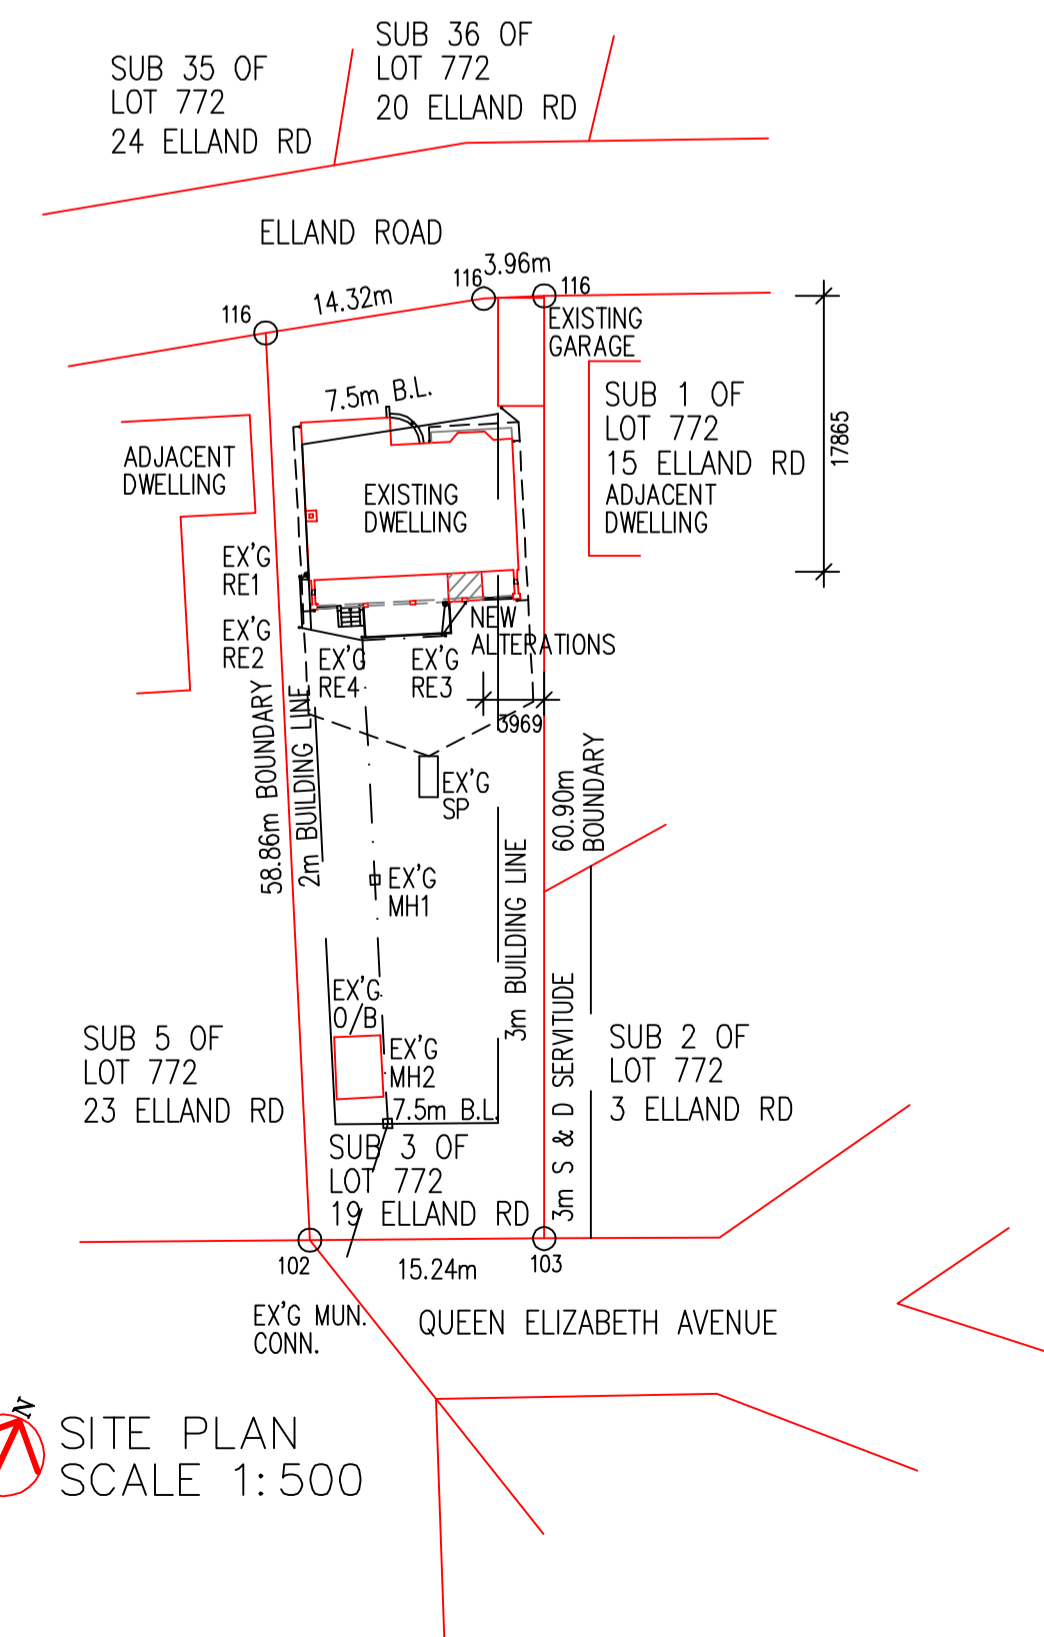 SUB 35 OF
LOT 772
24 ELLAND RD
SUB 36 OF
LOT 772
20 ELLAND RD
ELLAND ROAD
116
14.32m
116
3.96m
116
EXISTING
GARAGE
7.5m B.L.
ADJACENT
DWELLING
EXISTING
DWELLING
SUB 1 OF
LOT 772
15 ELLAND RD
ADJACENT
DWELLING
17865
EX'G
RE1
EX'G
RE2
EX'G
RE4
EX'G
RE3
NEW
ALTERATIONS
3969
58.86m BOUNDARY
2m BUILDING LINE
EX'G
SP
60.90m
BOUNDARY
EX'G
MH1
3m BUILDING LINE
EX'G
O/B
EX'G
MH2
7.5m B.L.
3m S & D SERVITUDE
SUB 5 OF
LOT 772
23 ELLAND RD
SUB 2 OF
LOT 772
3 ELLAND RD
SUB 3 OF
LOT 772
19 ELLAND RD
102
15.24m
103
EX'G MUN.
CONN.
QUEEN ELIZABETH AVENUE
N
SITE PLAN
SCALE 1:500